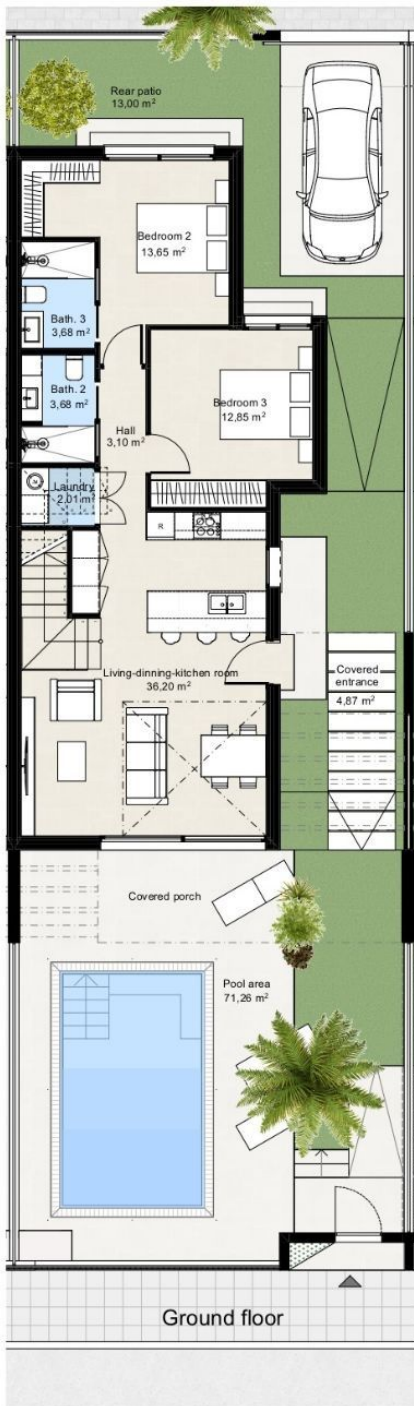 Rear patio
13,00 m²
Bedroom 2
13,65 m²
Bath. 3
3,68 m²
Bath. 2
3,68 m²
Bedroom 3
12,85 m²
Hall
3,10 m²
Laundry
2,01 m²
R
Living-dinning-kitchen room
36,20 m²
Covered
entrance
4,87 m²
Covered porch
Pool area
71,26 m²
Ground floor